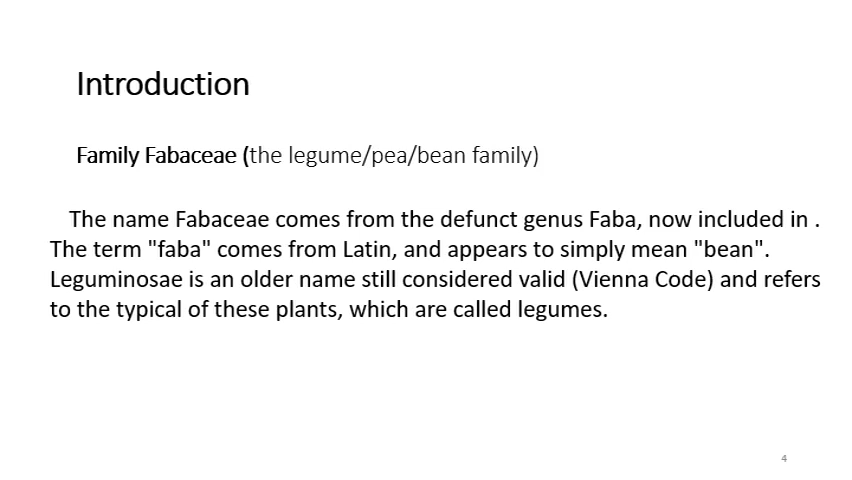 Introduction
Family Fabaceae (the legume/pea/bean family)
The name Fabaceae comes from the defunct genus Faba, now included in .
The term "faba" comes from Latin, and appears to simply mean "bean".
Leguminosae is an older name still considered valid (Vienna Code) and refers
to the typical of these plants, which are called legumes.
4